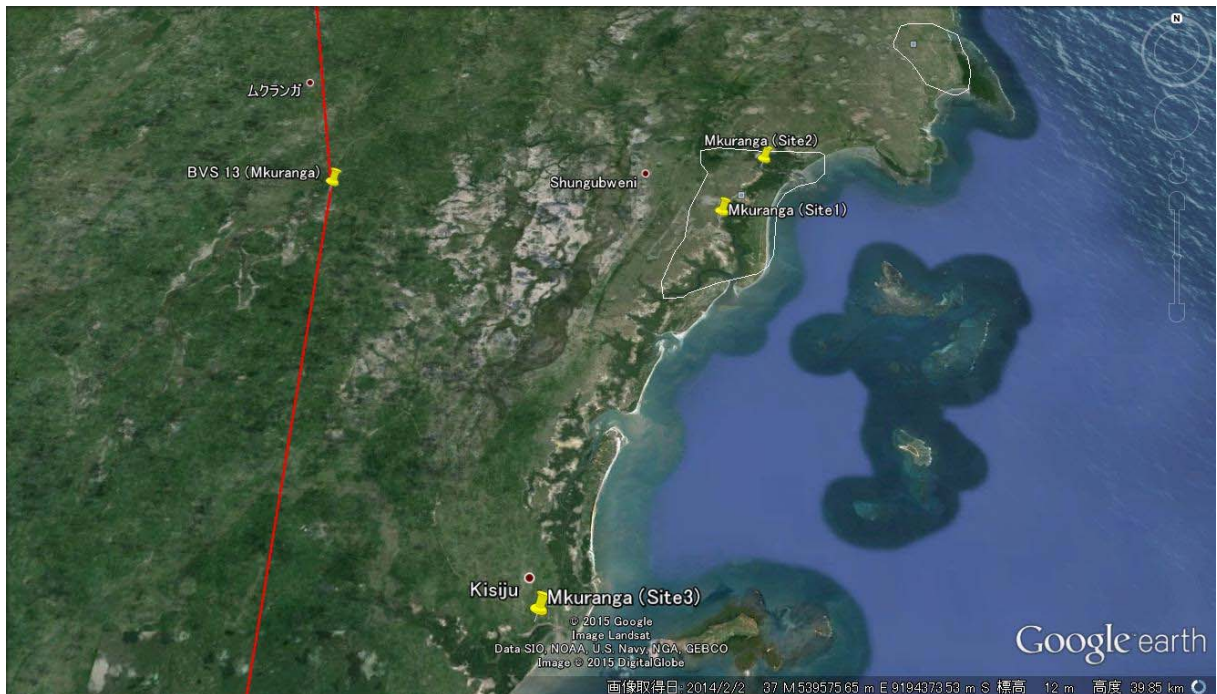 N
ムクランガ
Mkuranga (Site2)
BVS 13 (Mkuranga)
Shungubweni
Mkuranga (Site1)
Kisiju
Mkuranga (Site3)
© 2015 Google
Image Landsat
Data SIO, NOAA, U.S. Navy, NGA, GEBCO
Image © 2015 DigitalGlobe
Google earth
画像取得日: 2014/2/2 37 M 539575.65 m E 9194373.53 m S 標高 12 m 高度 39.85 km